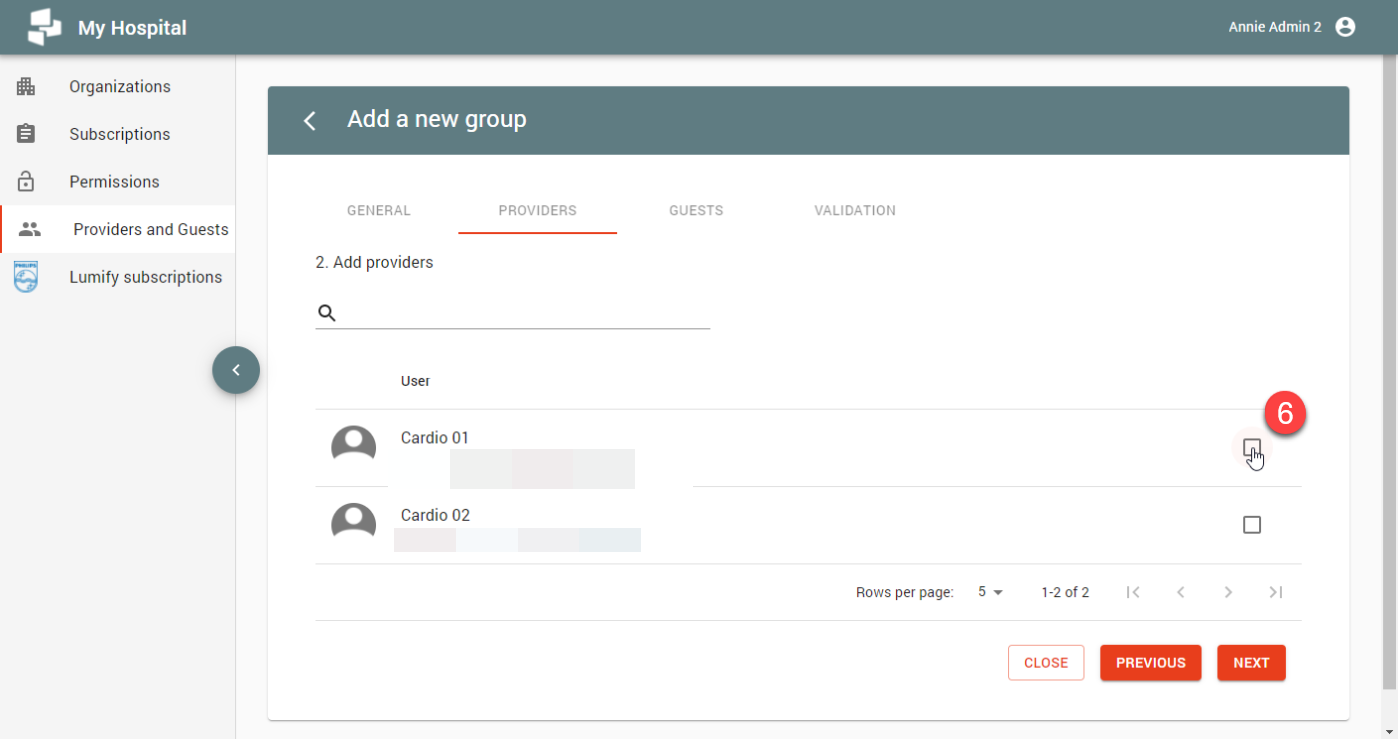 My Hospital
Annie Admin 2
Organizations
Subscriptions
Permissions
Providers and Guests
Lumify subscriptions
Add a new group
GENERAL PROVIDERS GUESTS VALIDATION
2. Add providers
User
6
Cardio 01
Cardio 02
Rows per page: 5 1-2 of 2
CLOSE PREVIOUS NEXT
PHILIPS